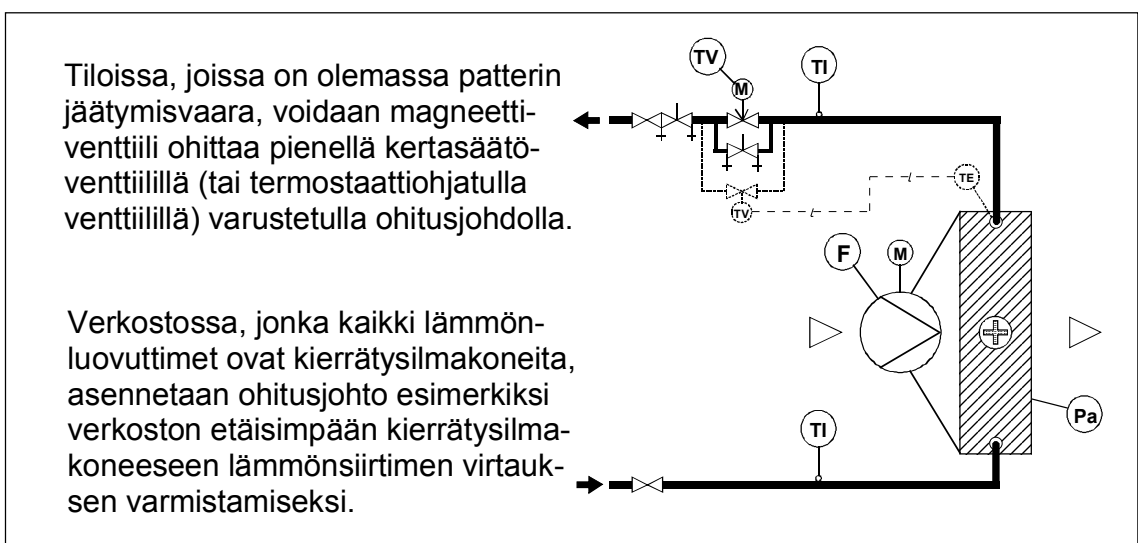 Tiloissa, joissa on olemassa patterin
jäätymisvaara, voidaan magneetti-
venttiili ohittaa pienellä kertasäätö-
venttiilillä (tai termostaattiohjatulla
venttiilillä) varustetulla ohitusjohdolla.
Verkostossa, jonka kaikki lämmön-
luovuttimet ovat kierrätysilmakoneita,
asennetaan ohitusjohto esimerkiksi
verkoston etäisimpään kierrätysilma-
koneeseen lämmönsiirtimen virtauk-
sen varmistamiseksi.
TV
M
TI
TE
TV
F
M
Pa
TI